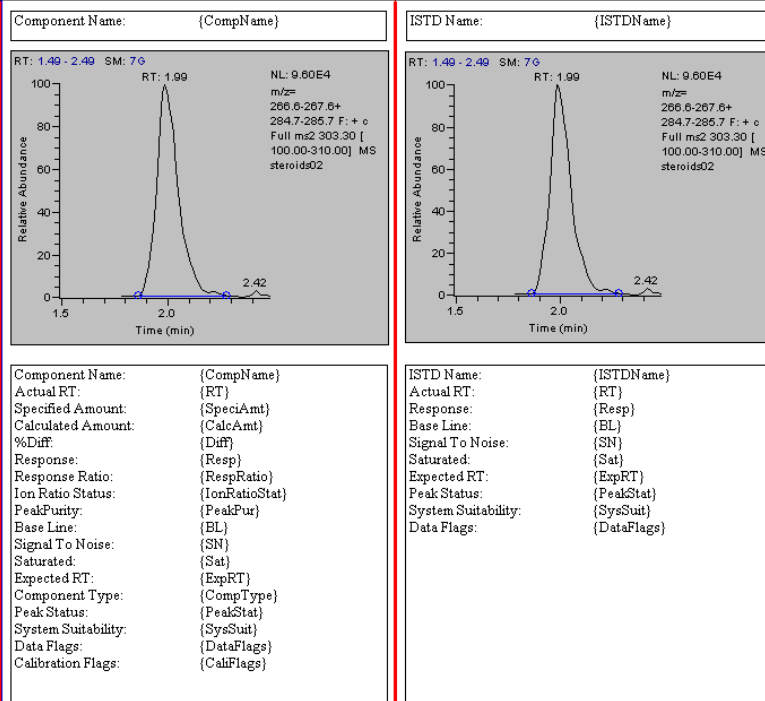 Component Name: {CompName}
RT: 1.49 - 2.49 SM: 7G
RT: 1.99
NL: 9.60E4
m/z=
266.6-267.6+
284.7-285.7 F: + c
Full ms2 303.30 [
100.00-310.00] MS
steroids02
100
80
60
40
20
0
Relative Abundance
2.42
1.5 2.0
Time (min)
Component Name: {CompName}
Actual RT: {RT}
Specified Amount: {SpeciAmt}
Calculated Amount: {CalcAmt}
%Diff: {Diff}
Response: {Resp}
Response Ratio: {RespRatio}
Ion Ratio Status: {IonRatioStat}
PeakPurity: {PeakPur}
Base Line: {BL}
Signal To Noise: {SN}
Saturated: {Sat}
Expected RT: {ExpRT}
Component Type: {CompType}
Peak Status: {PeakStat}
System Suitability: {SysSuit}
Data Flags: {DataFlags}
Calibration Flags: {CaliFlags}
ISTD Name: {ISTDName}
RT: 1.49 - 2.49 SM: 7G
RT: 1.99
NL: 9.60E4
m/z=
266.6-267.6+
284.7-285.7 F: + c
Full ms2 303.30 [
100.00-310.00] MS
steroids02
100
80
60
40
20
0
Relative Abundance
2.42
1.5 2.0
Time (min)
ISTD Name: {ISTDName}
Actual RT: {RT}
Response: {Resp}
Base Line: {BL}
Signal To Noise: {SN}
Saturated: {Sat}
Expected RT: {ExpRT}
Peak Status: {PeakStat}
System Suitability: {SysSuit}
Data Flags: {DataFlags}